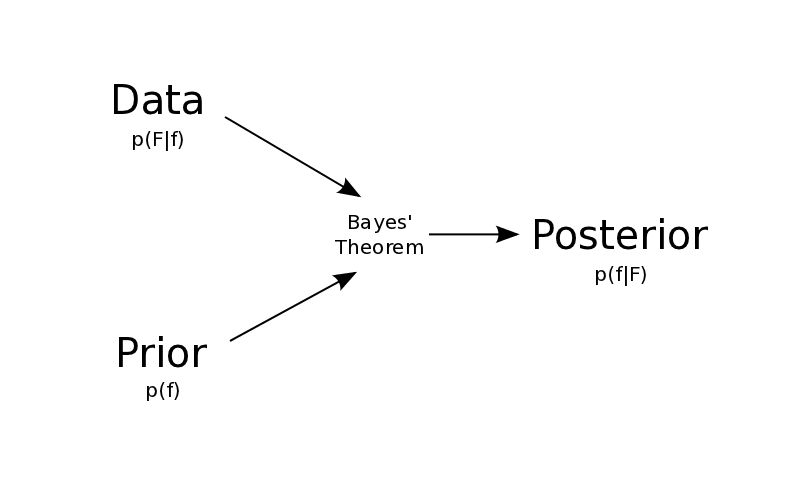 Data
p(F|f)
Bayes'
Theorem
Posterior
p(f|F)
Prior
p(f)